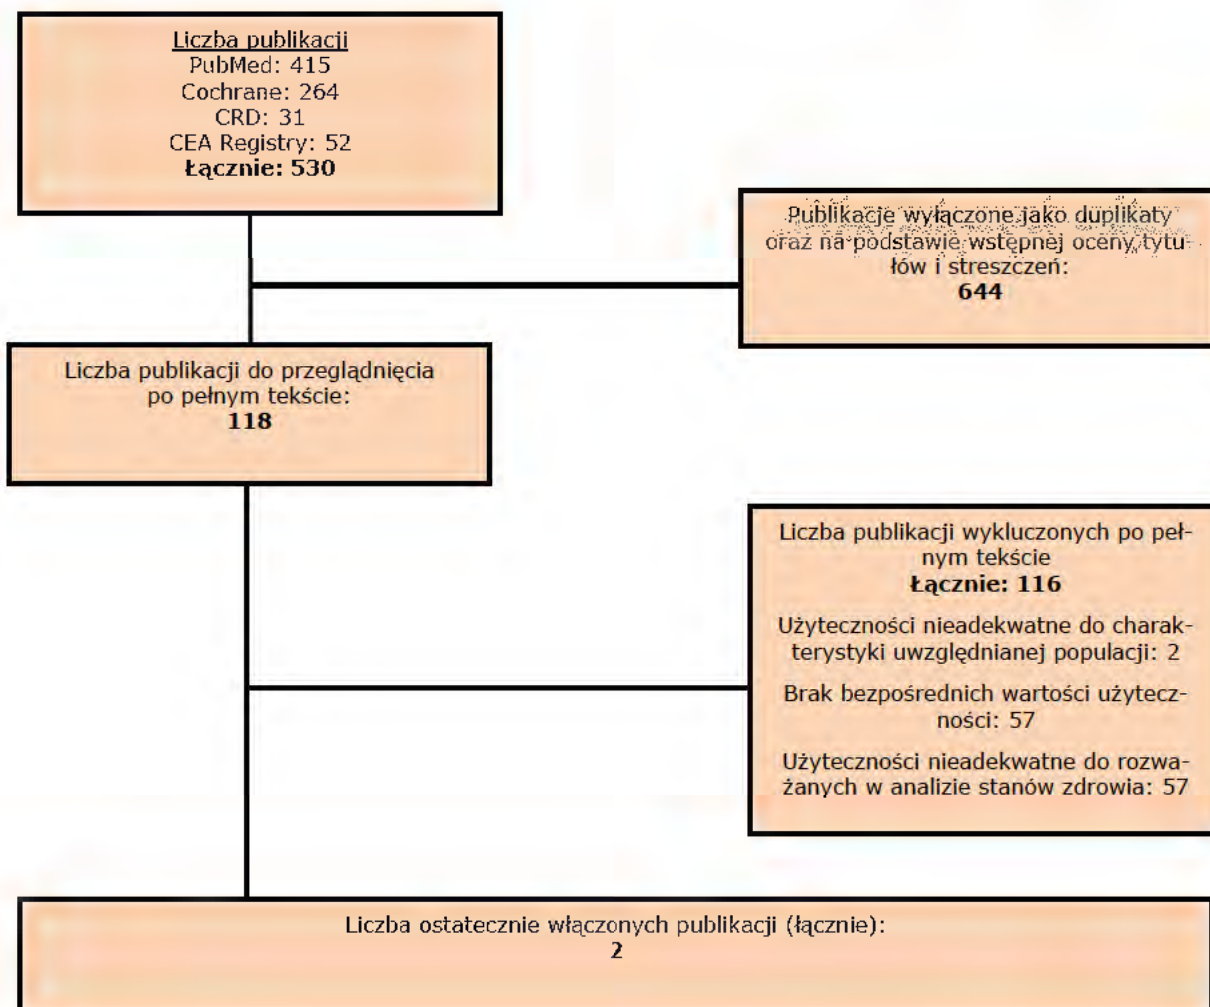 Liczba publikacji
PubMed: 415
Cochrane: 264
CRD: 31
CEA Registry: 52
Łącznie: 530
Publikacje wyłączone jako duplikaty
oraz na podstawie wstępnej oceny tytu-
łów i streszczeń:
644
Liczba publikacji do przeglądnięcia
po pełnym tekście:
118
Liczba publikacji wykluczonych po peł-
nym tekście
Łącznie: 116
Użyteczności nieadekwatne do charak-
terystyki uwzględnianej populacji: 2
Brak bezpośrednich wartości użytecz-
ności: 57
Użyteczności nieadekwatne do rozwa-
żanych w analizie stanów zdrowia: 57
Liczba ostatecznie włączonych publikacji (łącznie):
2